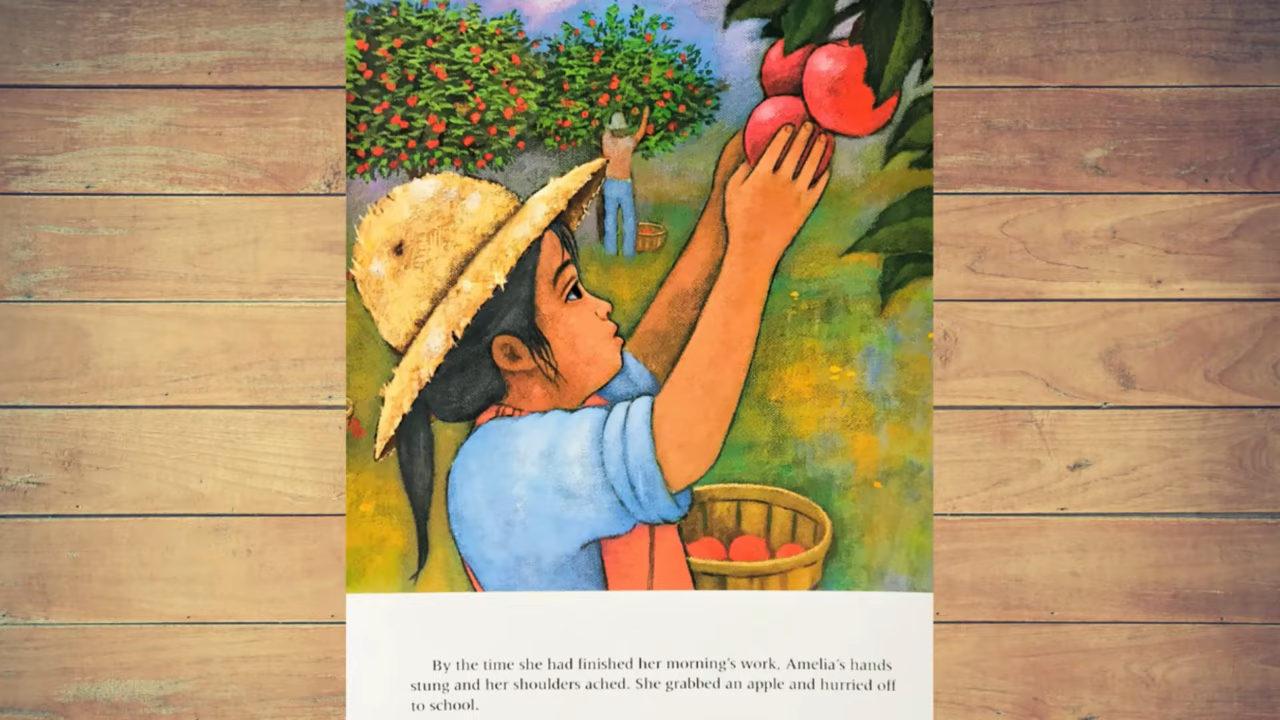 By the time she had finished her morning's work, Amelia's hands
stung and her shoulders ached. She grabbed an apple and hurried off
to school.